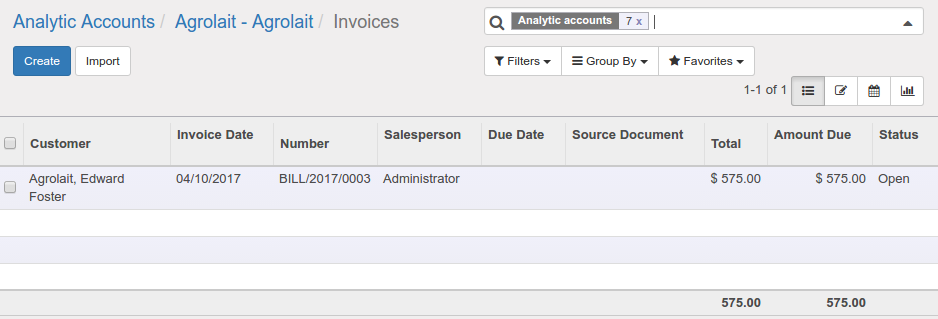 Analytic Accounts / Agrolait - Agrolait / Invoices
Analytic accounts 7 x
Create Import
Filters Group By Favorites
1-1 of 1
Customer Invoice Date Number Salesperson Due Date Source Document Total Amount Due Status
Agrolait, Edward Foster 04/10/2017 BILL/2017/0003 Administrator $ 575.00 $ 575.00 Open
575.00 575.00